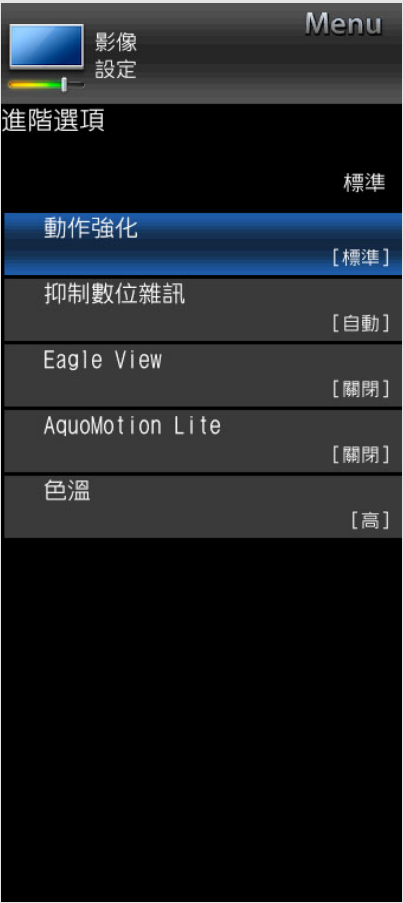 Menu
影像
設定
進階選項
標準
動作強化
[標準]
抑制數位雜訊
[自動]
Eagle View
[關閉]
AquoMotion Lite
[關閉]
色溫
[高]